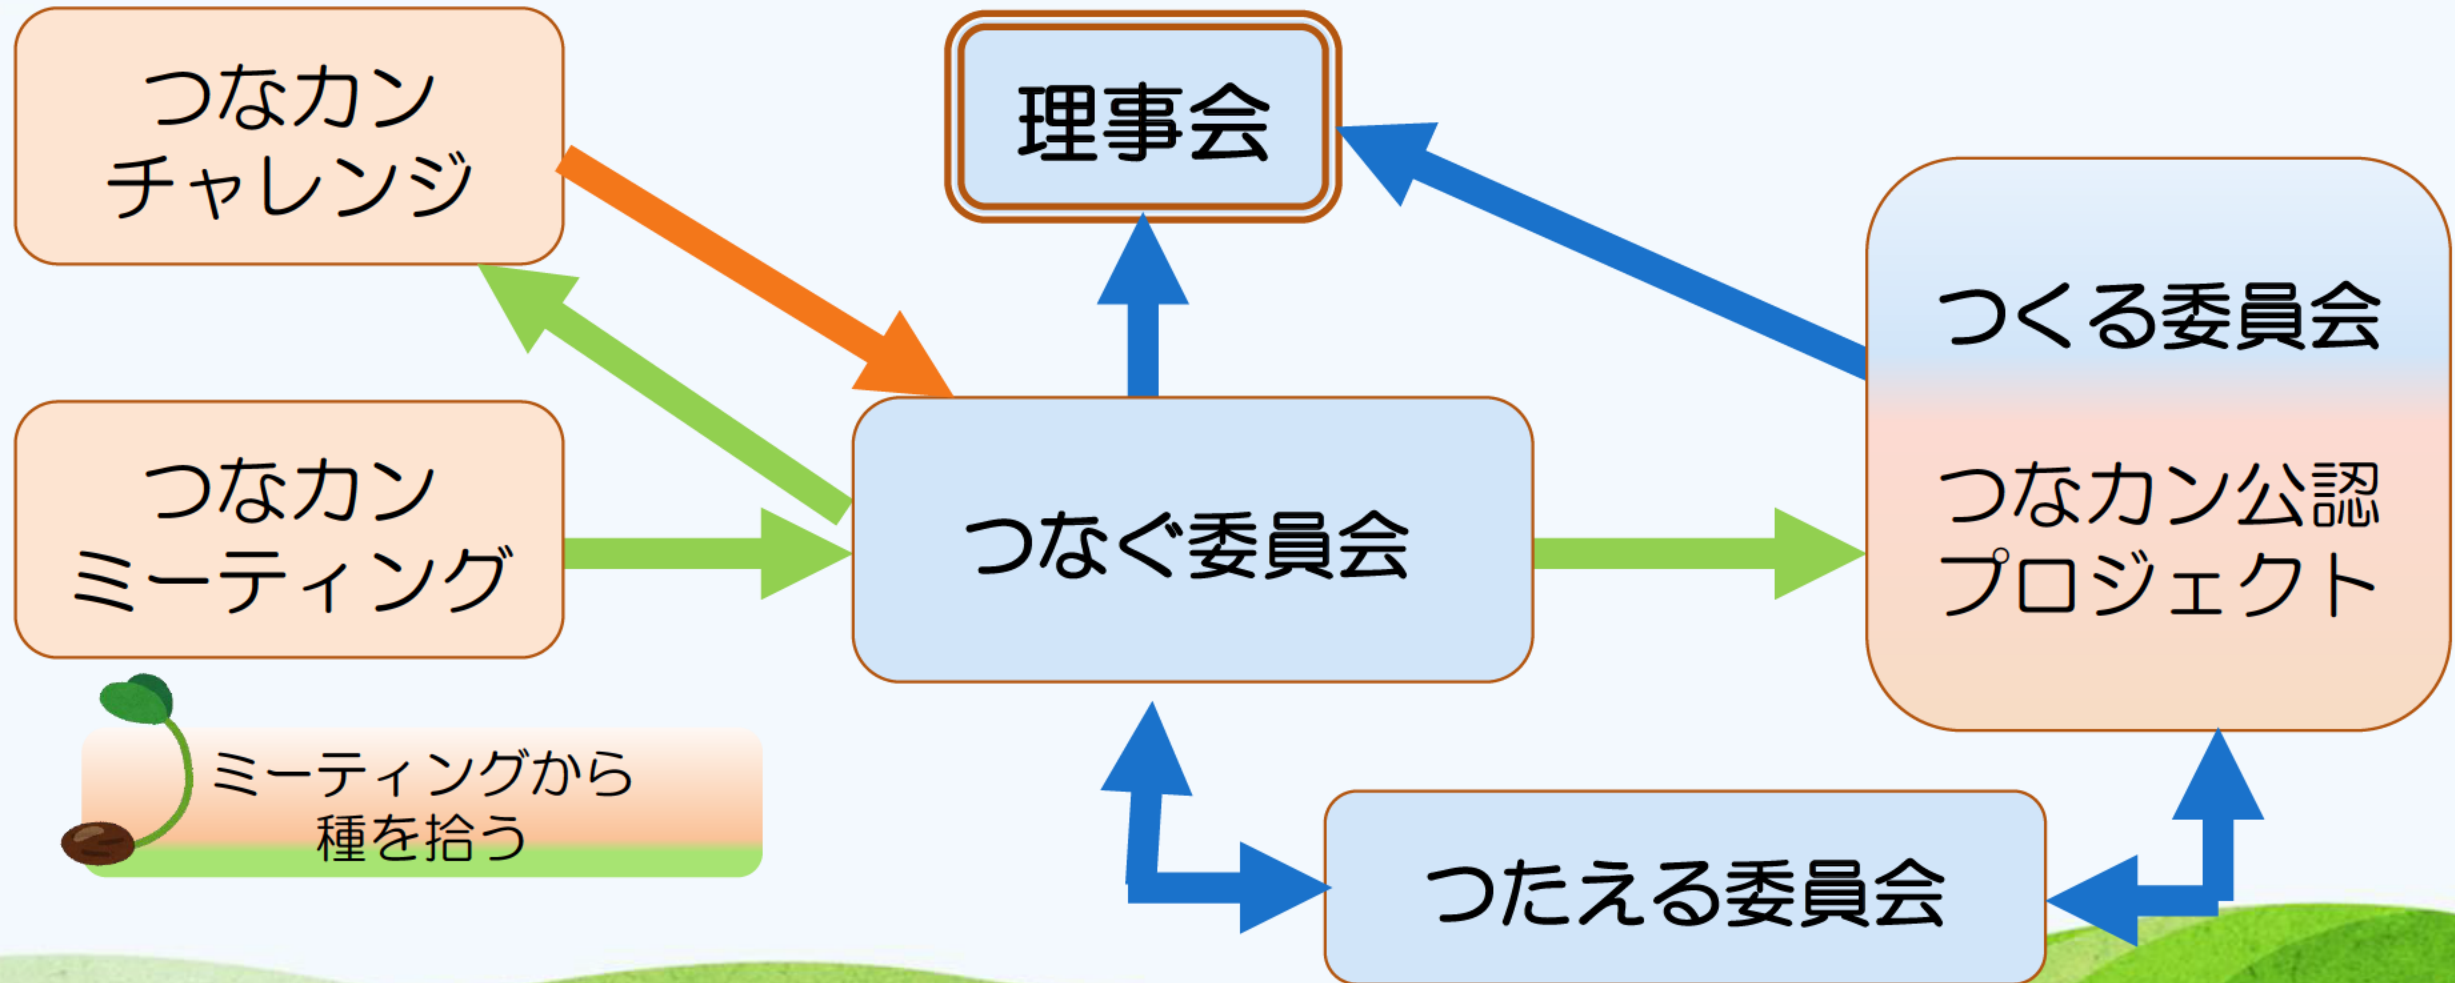 つなカン
チャレンジ
理事会
つくる委員会
つなカン公認
プロジェクト
つなカン
ミーティング
つなぐ委員会
ミーティングから
種を拾う
つたえる委員会